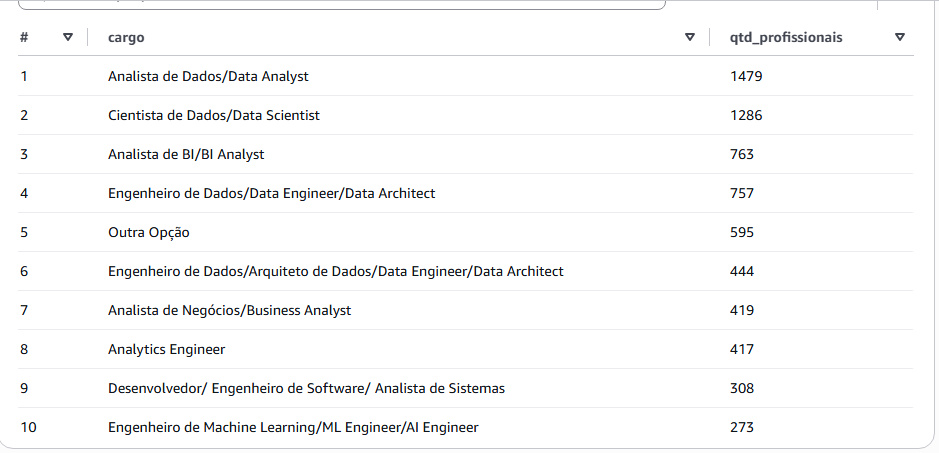 # cargo qtd_profissionais
1 Analista de Dados/Data Analyst 1479
2 Cientista de Dados/Data Scientist 1286
3 Analista de BI/BI Analyst 763
4 Engenheiro de Dados/Data Engineer/Data Architect 757
5 Outra Opção 595
6 Engenheiro de Dados/Arquiteto de Dados/Data Engineer/Data Architect 444
7 Analista de Negócios/Business Analyst 419
8 Analytics Engineer 417
9 Desenvolvedor/ Engenheiro de Software/ Analista de Sistemas 308
10 Engenheiro de Machine Learning/ML Engineer/AI Engineer 273